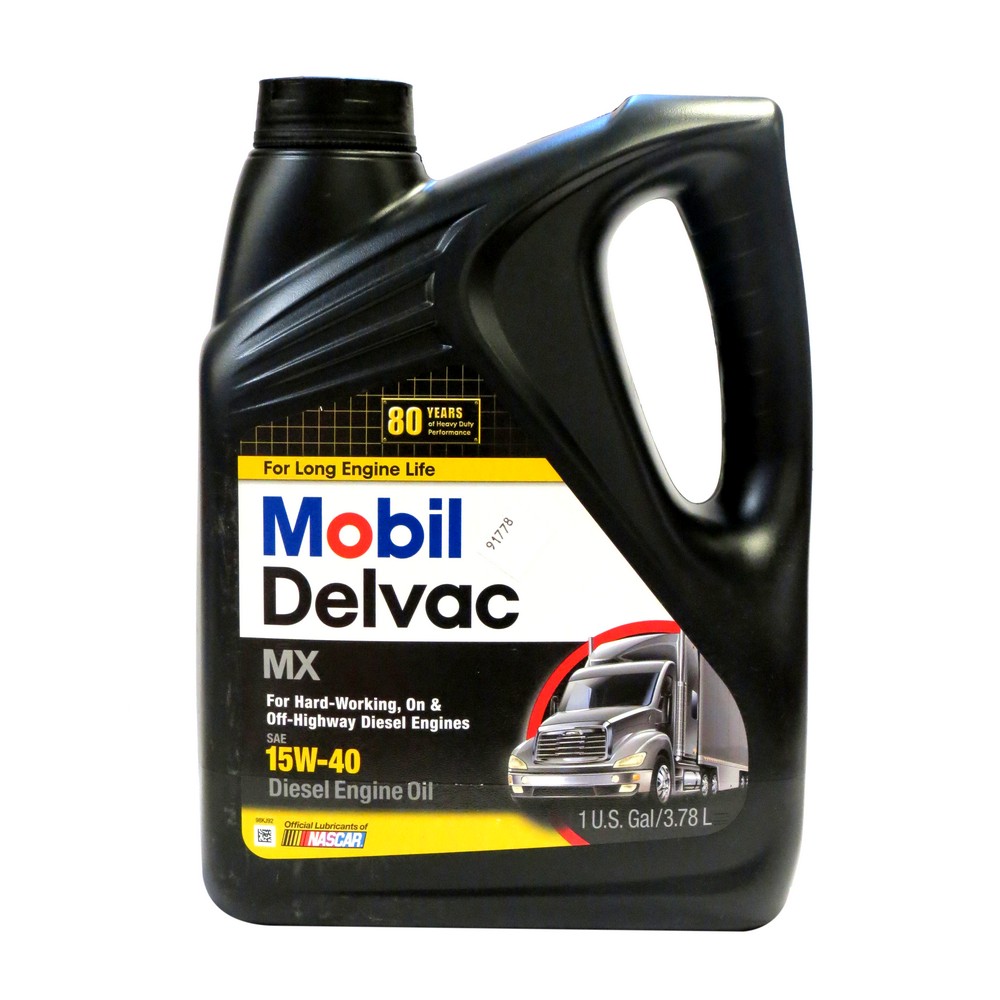 80 YEARS
of Heavy Duty
Performance
For Long Engine Life
Mobil
91778
Delvac
MX
For Hard-Working, On &
Off-Highway Diesel Engines
SAE
15W-40
Diesel Engine Oil
1 U.S. Gal/3.78 L
Official Lubricants of
NASCAR